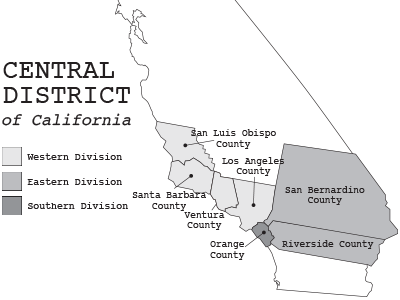 CENTRAL
DISTRICT
of California
Western Division
Eastern Division
Southern Division
San Luis Obispo
County
Los Angeles
County
Santa Barbara
County
Ventura
County
San Bernardino
County
Orange
County
Riverside County